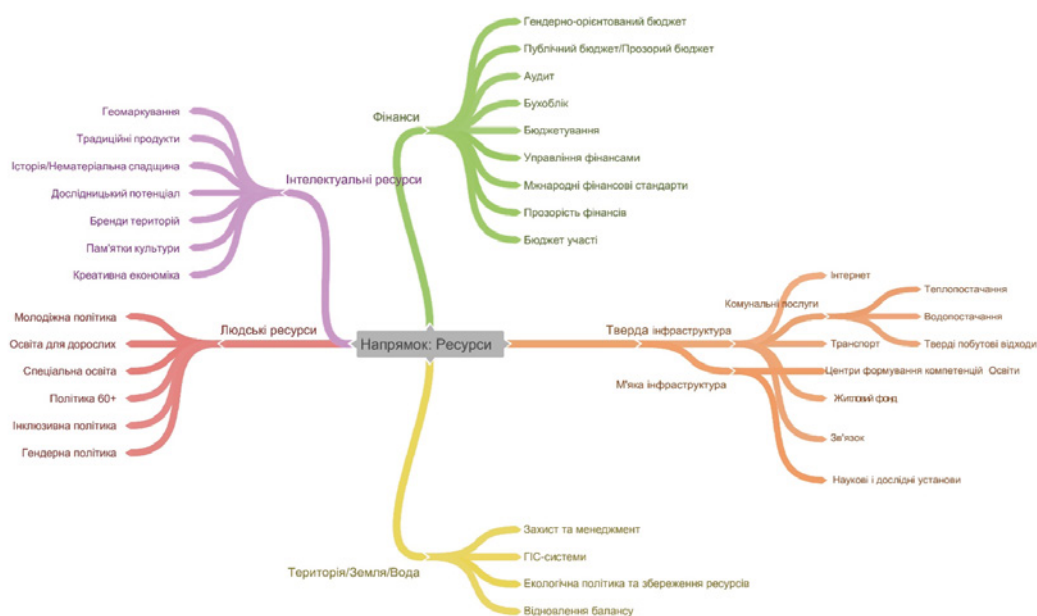 Гендерно-орієнтований бюджет
Публічний бюджет/Прозорий бюджет
Аудит
Бухоблік
Бюджетування
Управління фінансами
Мжнародні фінансові стандарти
Прозорість фінансів
Бюджет участі
Фінанси
Геомаркування
Традиційні продукти
Історія/Нематеріальна спадщина
Дослідницький потенціал
Бренди територій
Пам'ятки культури
Креативна економіка
Інтелектуальні ресурси
Молодіжна політика
Освіта для дорослих
Спеціальна освіта
Політика 60+
Інклюзивна політика
Гендерна політика
Людські ресурси
Напрямок: Ресурси
Тверда інфраструктура
М'яка інфраструктура
Інтернет
Комунальні послуги
Теплопостачання
Водопостачання
Тверді побутові відходи
Транспорт
Центри формування компетенцій Освіти
Житловий фонд
Зв'язок
Наукові і дослідні установи
Територія/Земля/Вода
Захист та менеджмент
ГІС-системи
Екологічна політика та збереження ресурсів
Відновлення балансу